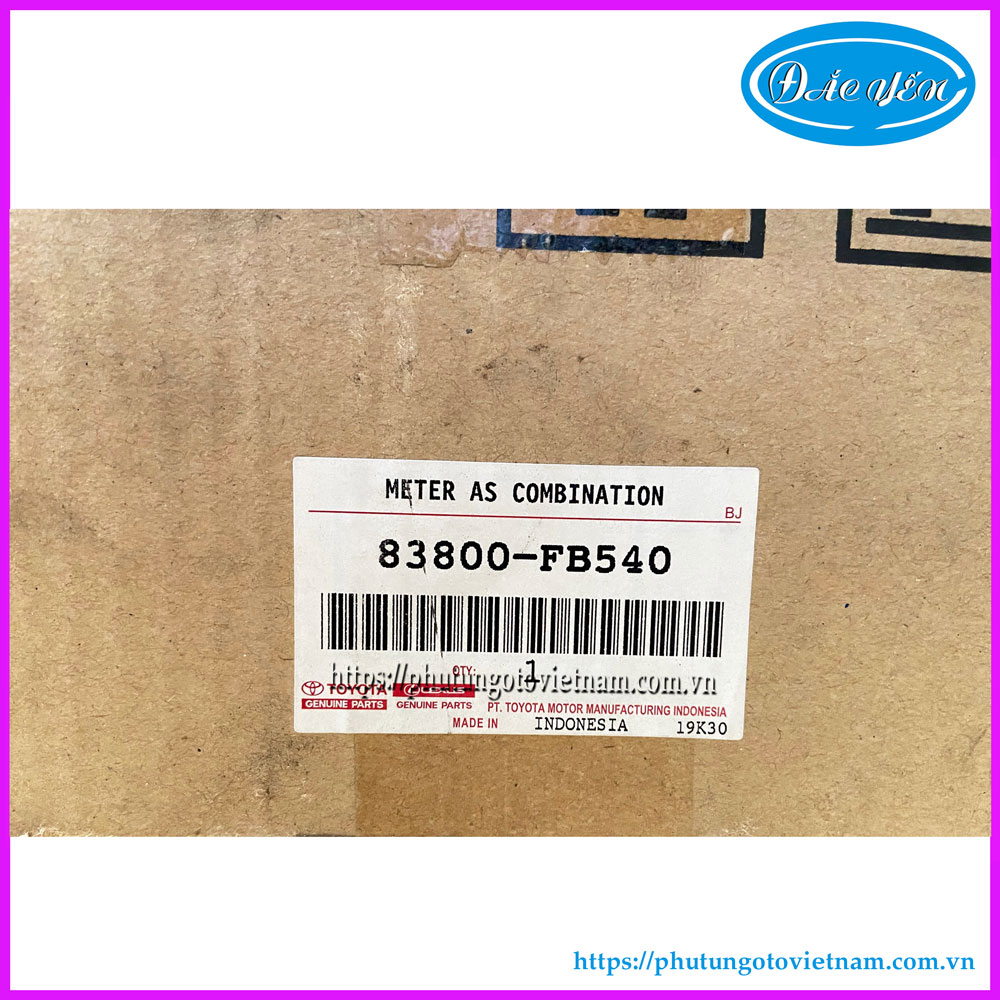 ĐẮC YẾN
METER AS COMBINATION
BJ
83800-FB540
QTY: 1
https://phutungotovietnam.com.vn
TOYOTA LEXUS
GENUINE PARTS GENUINE PARTS PT. TOYOTA MOTOR MANUFACTURING INDONESIA
MADE IN INDONESIA 19K30
https://phutungotovietnam.com.vn